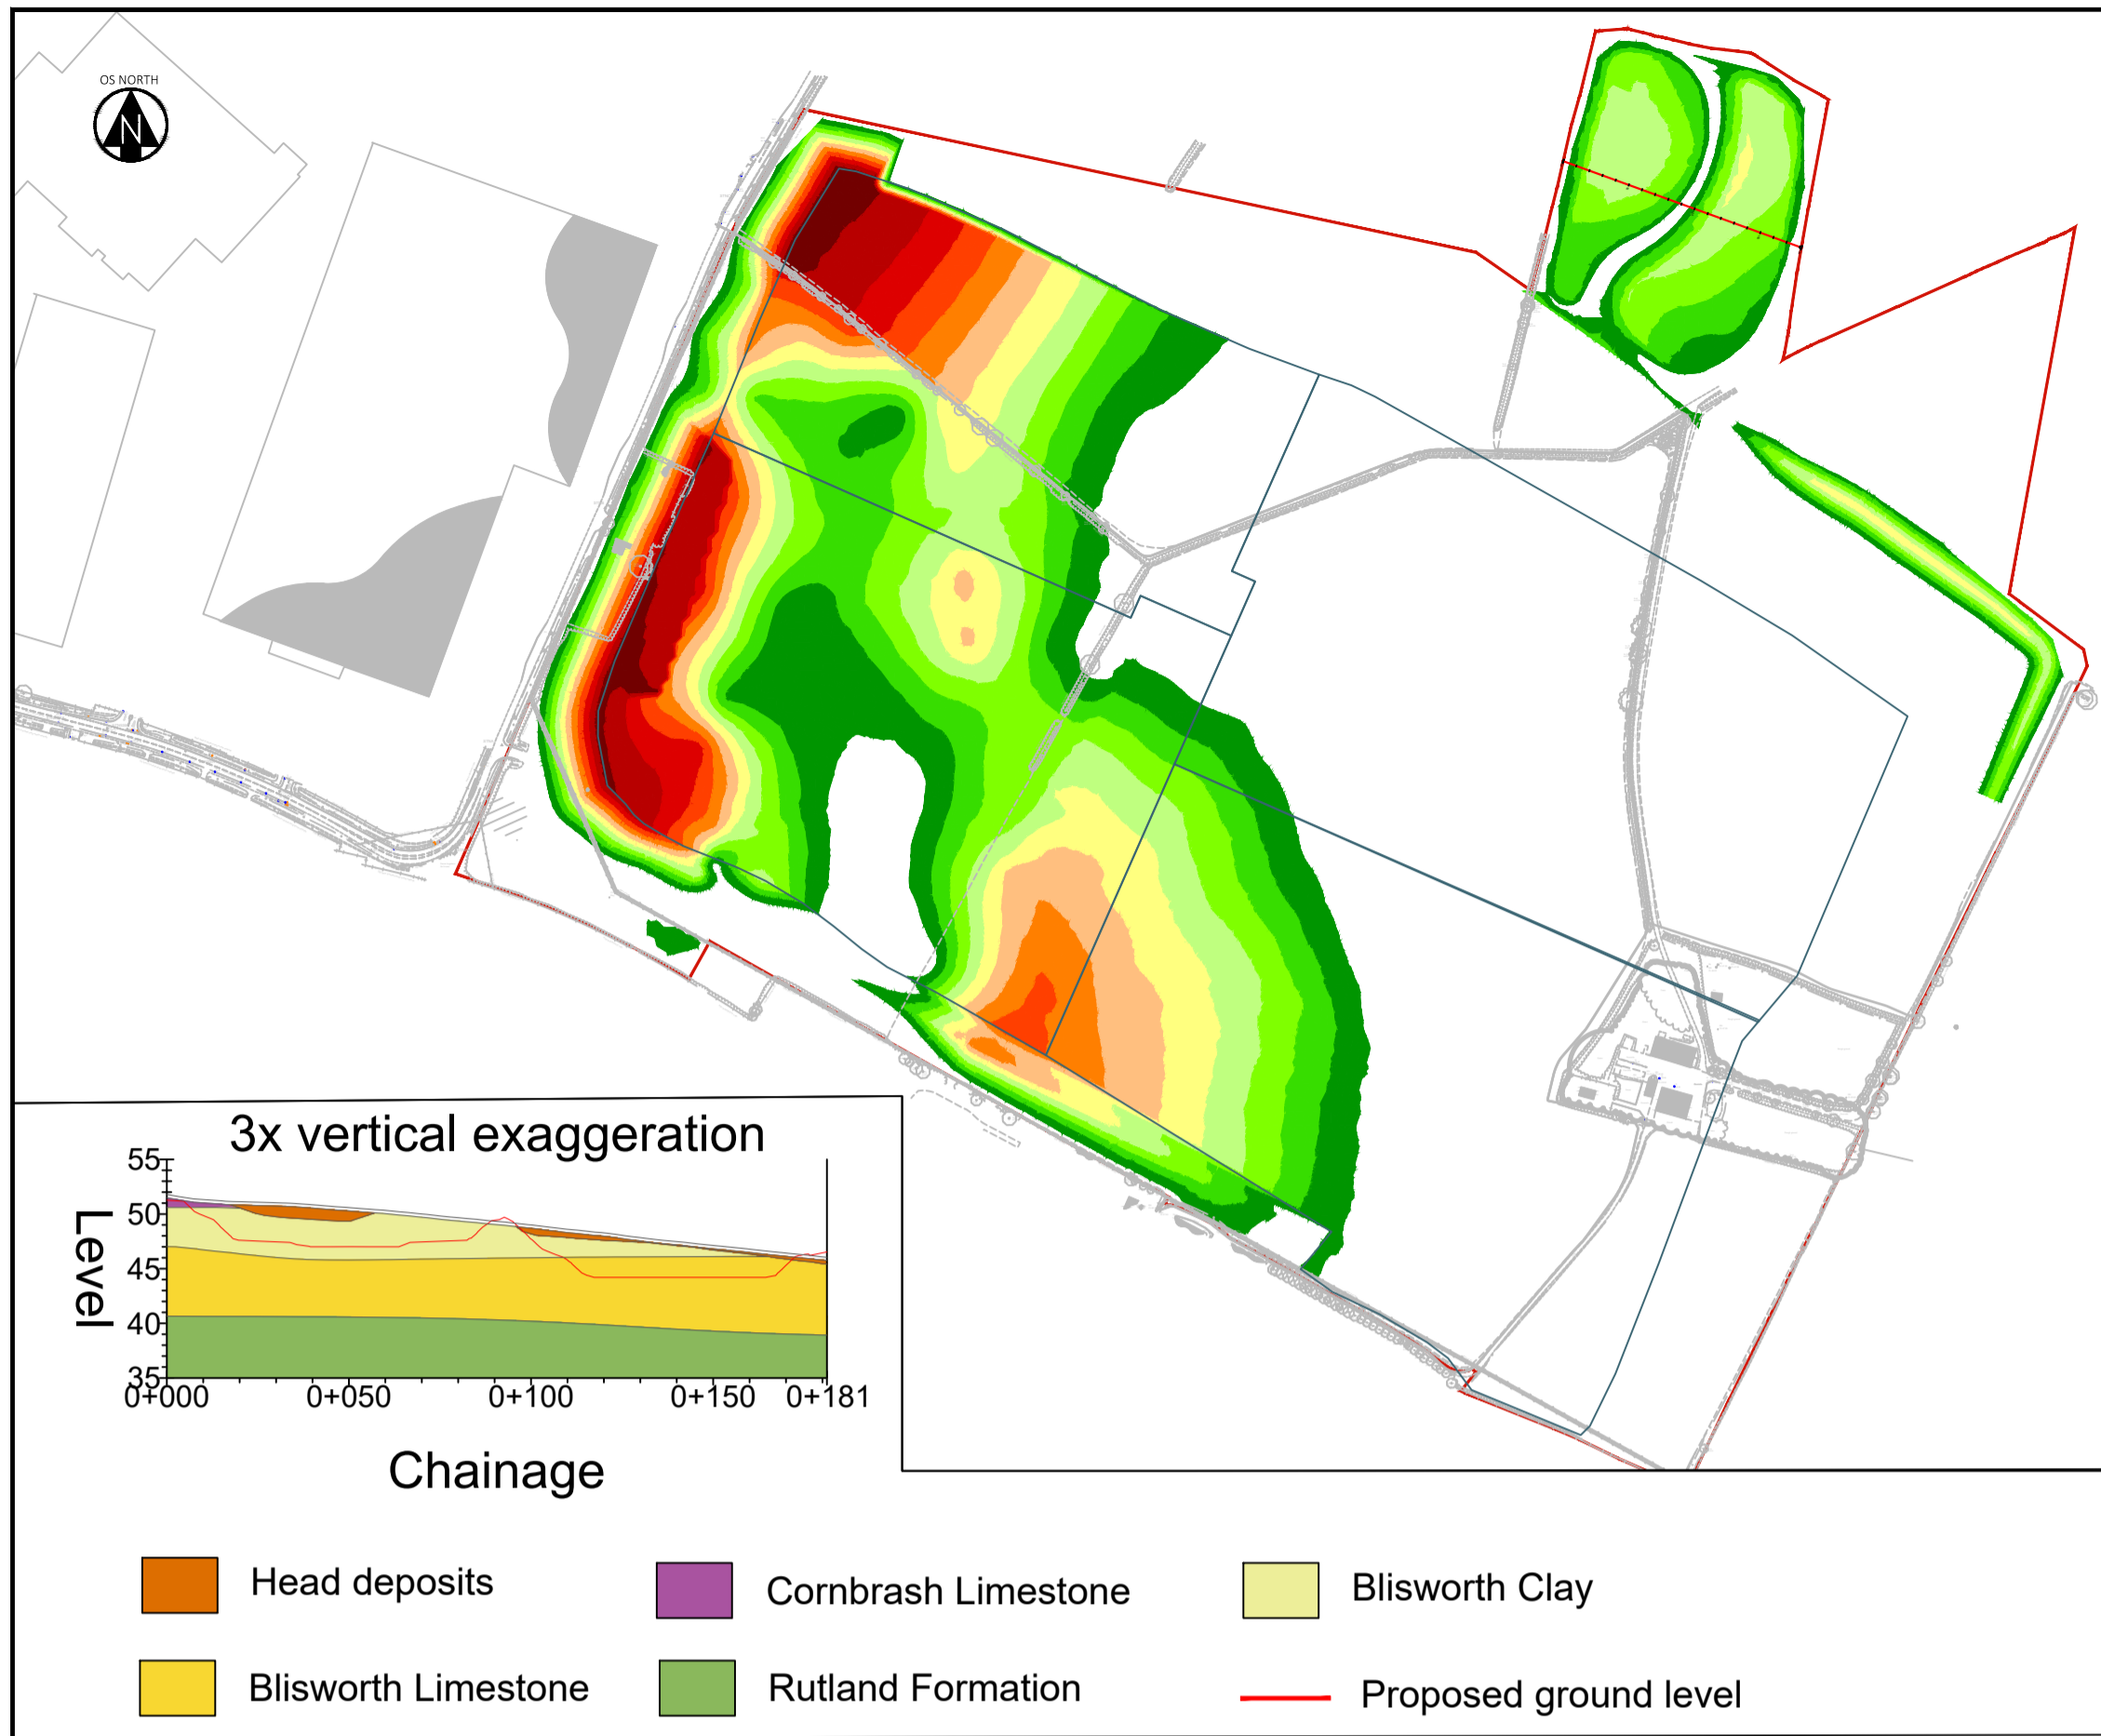 OS NORTH
N
3x vertical exaggeration
55
50
45
40
35
Level
0+000 0+050 0+100 0+150 0+181
Chainage
Head deposits Cornbrash Limestone Blisworth Clay
Blisworth Limestone Rutland Formation Proposed ground level